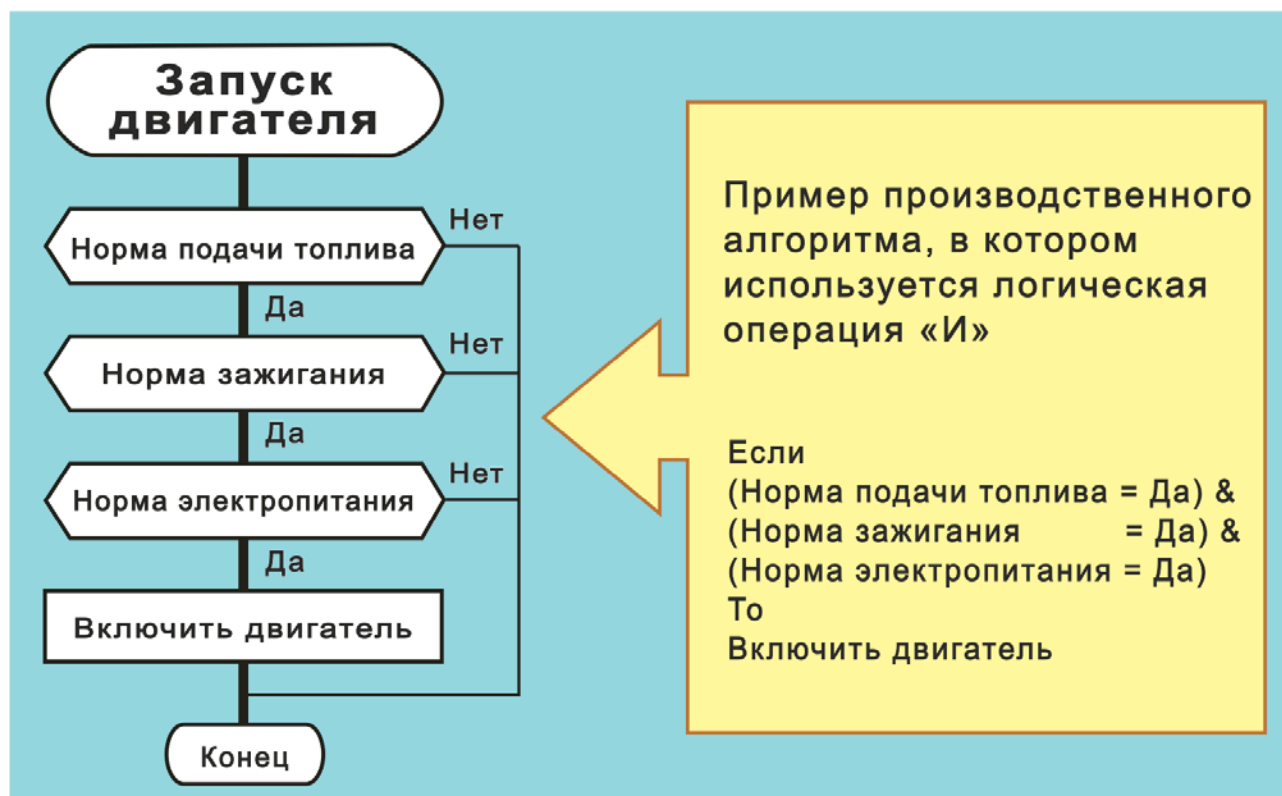 Запуск
двигателя
Нет
Норма подачи топлива
Да
Нет
Норма зажигания
Да
Нет
Норма электропитания
Да
Включить двигатель
Конец
Пример производственного
алгоритма, в котором
используется логическая
операция «И»
Если
(Норма подачи топлива = Да) &
(Норма зажигания = Да) &
(Норма электропитания = Да)
То
Включить двигатель